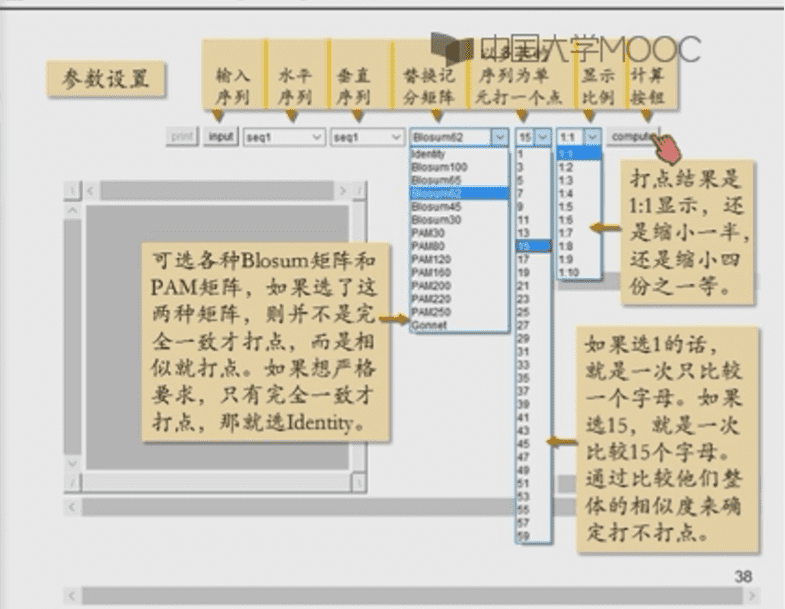 中国大学MOOC
参数设置
输入
序列
水平
序列
垂直
序列
替换记
分矩阵
序列为单
元打一个点
显示
比例
计算
按钮
print
input
seq1
seq1
Blosum62
15
1:1
compute
Identity
Blosum100
Blosum65
Blosum62
Blosum45
Blosum30
PAM30
PAM80
PAM120
PAM160
PAM200
PAM220
PAM250
Gonnet
1
3
5
7
9
11
13
15
17
19
21
23
25
27
29
31
33
35
37
39
41
43
45
47
49
51
53
55
57
59
1:1
1:2
1:3
1:4
1:5
1:6
1:7
1:8
1:9
1:10
打点结果是
1:1显示，还
是缩小一半，
还是缩小四
份之一等。
可选各种Blosum矩阵和
PAM矩阵，如果选了这
两种矩阵，则并不是完
全一致才打点，而是相
似就打点。如果想严格
要求，只有完全一致才
打点，那就选Identity。
如果选1的话，
就是一次只比较
一个字母。如果
选15，就是一次
比较15个字母。
通过比较他们整
体的相似度来确
定打不打点。
38